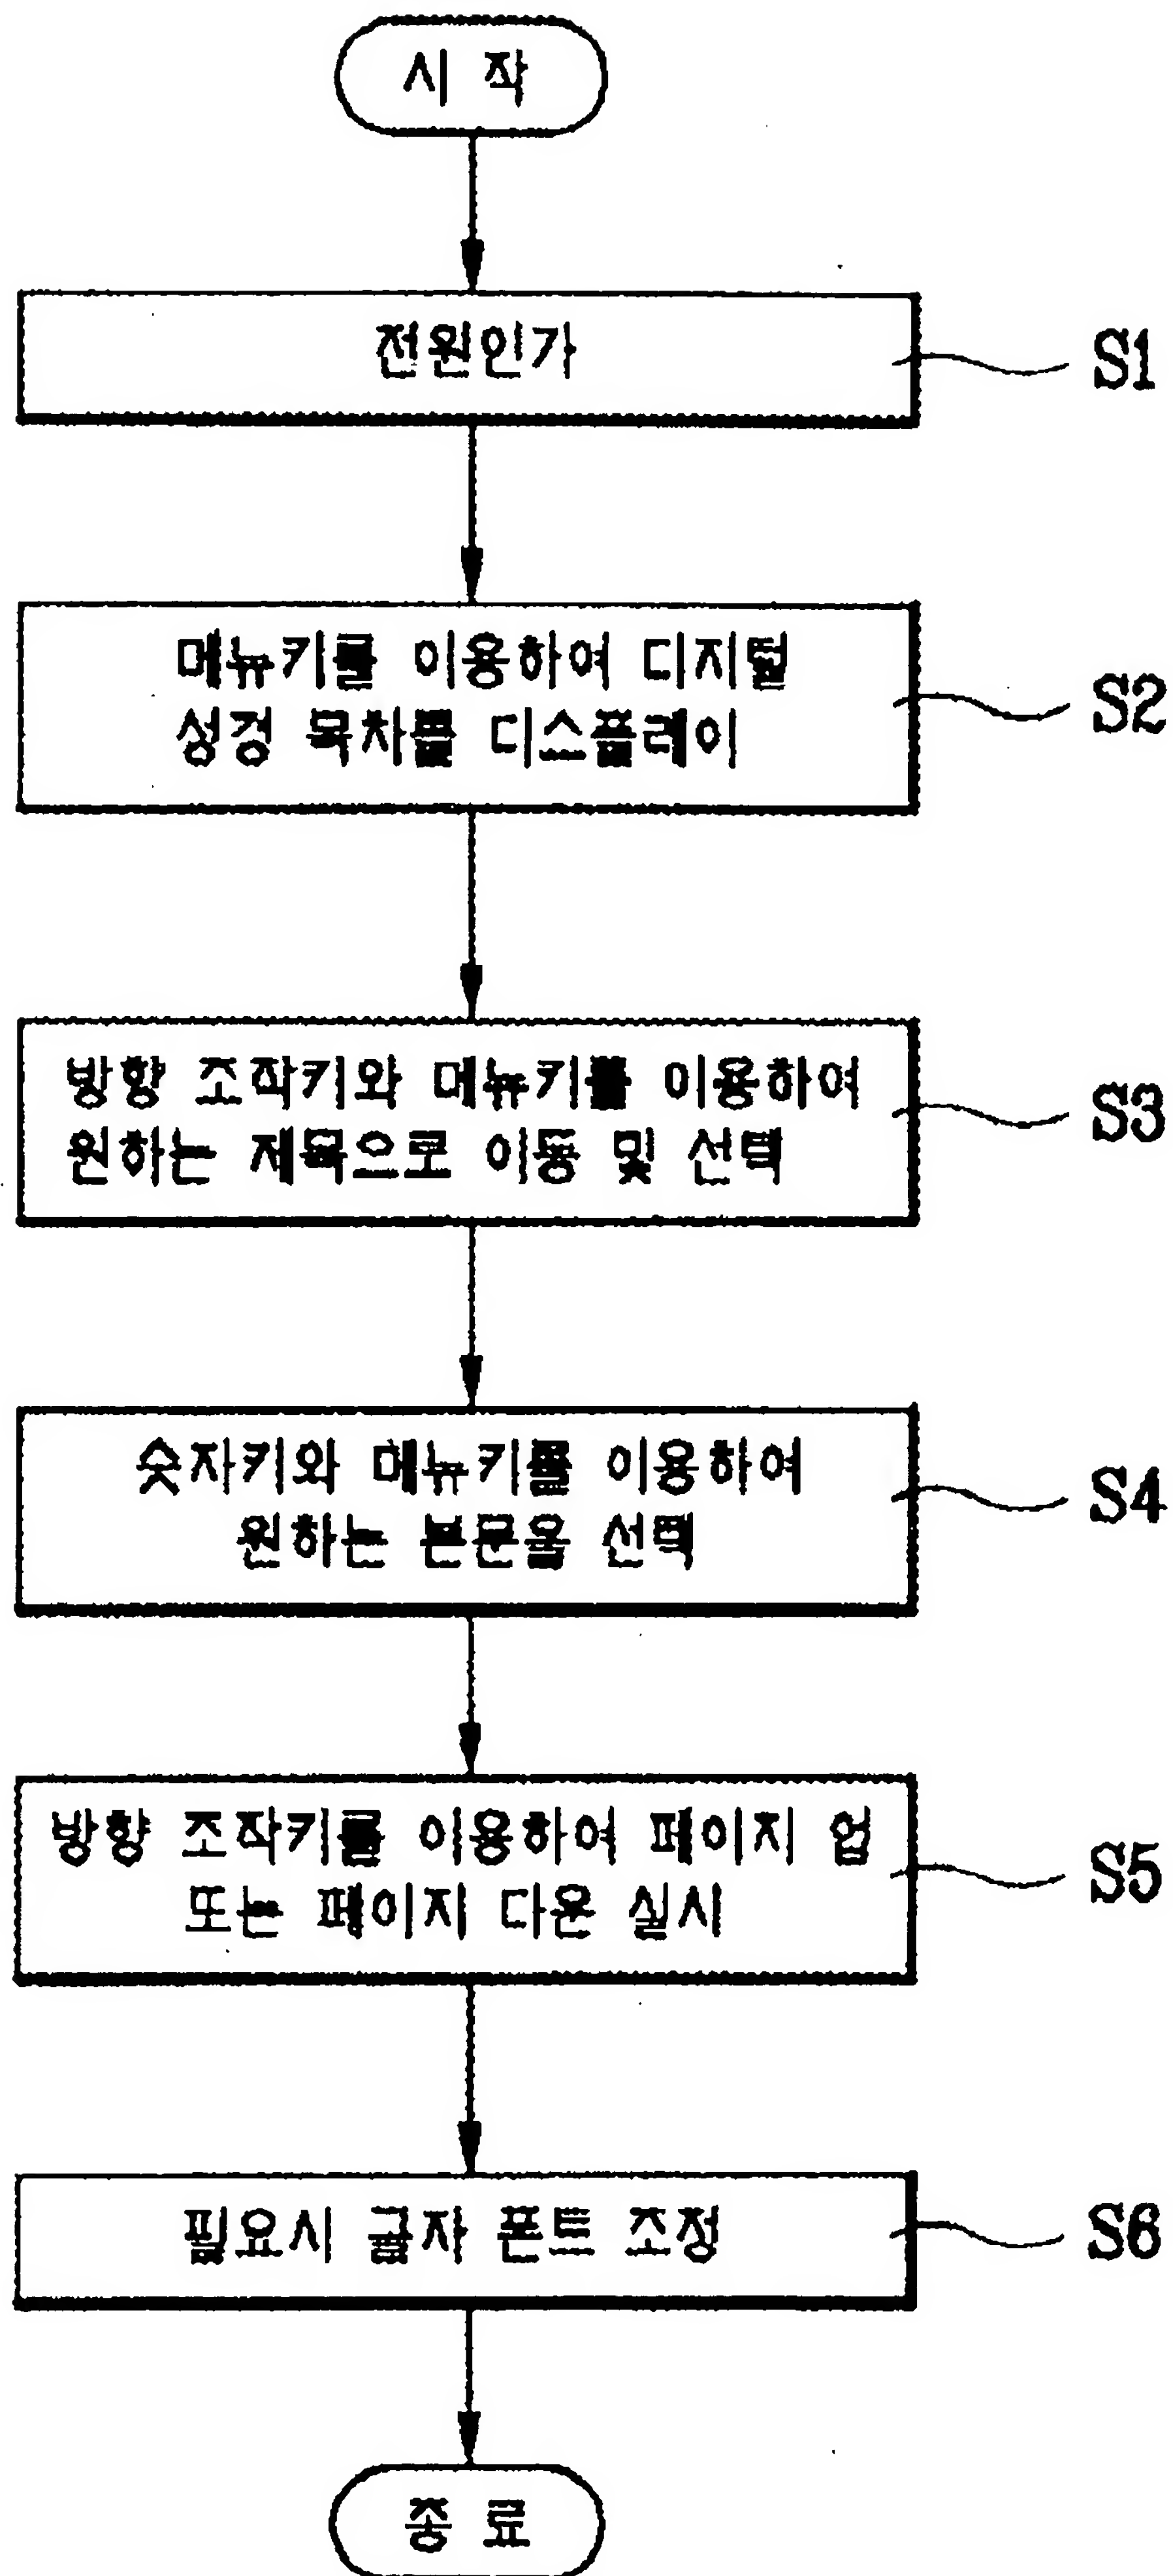 시 작
전원인가
S1
메뉴키를 이용하여 디지털
성경 목차를 디스플레이
S2
방향 조작키와 메뉴키를 이용하여
원하는 제목으로 이동 및 선택
S3
숫자키와 메뉴키를 이용하여
원하는 본문을 선택
S4
방향 조작키를 이용하여 페이지 업
또는 페이지 다운 실시
S5
필요시 글자 폰트 조정
S6
종 료